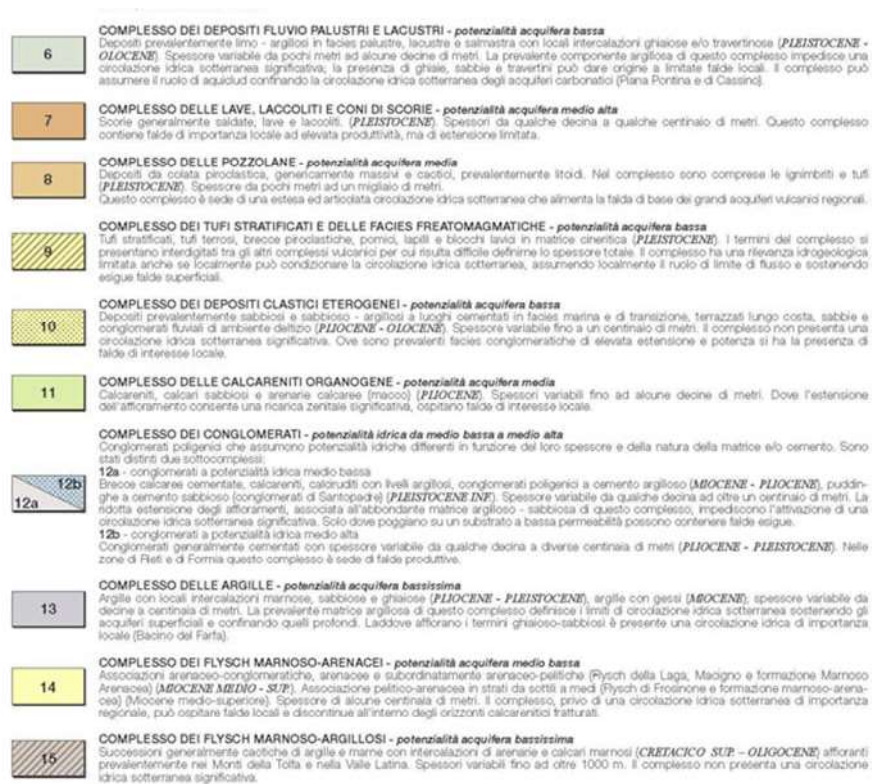 6
COMPLESSO DEI DEPOSITI FLUVIO PALUSTRI E LACUSTRI - potenzialità acquifera bassa
Depositi prevalentemente limo - argillosi in facies palustre, lacustre e salmastra con locali intercalazioni ghiaiose e/o travertinose (PLEISTOCENE -
OLOCENE). Spessore variabile da pochi metri ad alcune decine di metri. La prevalente componente argillosa di questo complesso impedisce una
circolazione idrica sotterranea significativa; la presenza di ghiaie, sabbie e travertini può dare origine a limitate falde locali. Il complesso può
assumere il ruolo di aquiclud confinando la circolazione idrica sotterranea degli acquiferi carbonatici (Piana Pontina e di Cassino).
7
COMPLESSO DELLE LAVE, LACCOLITI E CONI DI SCORIE - potenzialità acquifera medio alta
Scorie generalmente saldate, lave e laccoliti. (PLEISTOCENE). Spessori da qualche decina a qualche centinaio di metri. Questo complesso
contiene falde di importanza locale ad elevata produttività, ma di estensione limitata.
8
COMPLESSO DELLE POZZOLANE - potenzialità acquifera media
Depositi da colata piroclastica, genericamente massivi e caotici, prevalentemente litoidi. Nel complesso sono comprese le ignimbriti e tufi
(PLEISTOCENE). Spessore da pochi metri ad un migliaio di metri.
Questo complesso è sede di una estesa ed articolata circolazione idrica sotterranea che alimenta la falda di base dei grandi acquiferi vulcanici regionali.
9
COMPLESSO DEI TUFI STRATIFICATI E DELLE FACIES FREATOMAGMATICHE - potenzialità acquifera bassa
Tufi stratificati, tufi terrosi, brecce piroclastiche, pomici, lapilli e blocchi lavici in matrice cineritica (PLEISTOCENE). I termini del complesso si
presentano interdigitati tra gli altri complessi vulcanici per cui risulta difficile definirne lo spessore totale. Il complesso ha una rilevanza idrogeologica
limitata anche se localmente può condizionare la circolazione idrica sotterranea, assumendo localmente il ruolo di limite di flusso e sostenendo
esigue falde superficiali.
10
COMPLESSO DEI DEPOSITI CLASTICI ETEROGENEI - potenzialità acquifera bassa
Depositi prevalentemente sabbiosi e sabbioso - argillosi a luoghi cementati in facies marina e di transizione, terrazzati lungo costa, sabbie e
conglomerati fluviali di ambiente deltizio (PLIOCENE - OLOCENE). Spessore variabile fino a un centinaio di metri. Il complesso non presenta una
circolazione idrica sotterranea significativa. Ove sono prevalenti facies conglomeratiche di elevata estensione e potenza si ha la presenza di
falde di interesse locale.
11
COMPLESSO DELLE CALCARENITI ORGANOGENE - potenzialità acquifera media
Calcareniti, calcari sabbiosi e arenarie calcaree (macco) (PLIOCENE). Spessori variabili fino ad alcune decine di metri. Dove l'estensione
dell'affioramento consente una ricarica zenitale significativa, ospitano falde di interesse locale.
COMPLESSO DEI CONGLOMERATI - potenzialità idrica da medio bassa a medio alta
Conglomerati poligenici che assumono potenzialità idriche differenti in funzione del loro spessore e della natura della matrice e/o cemento. Sono
stati distinti due sottocomplessi:
12b
12a
12a - conglomerati a potenzialità idrica medio bassa
Brecce calcaree cementate, calcareniti, calciruditi con livelli argillosi, conglomerati poligenici a cemento argilloso (MIOCENE - PLIOCENE), puddin-
ghe a cemento sabbioso (conglomerati di Santopadre) (PLEISTOCENE INF). Spessore variabile da qualche decina ad oltre un centinaio di metri. La
ridotta estensione degli affioramenti, associata all'abbondante matrice argilloso - sabbiosa di questo complesso, impediscono l'attivazione di una
circolazione idrica sotterranea significativa. Solo dove poggiano su un substrato a bassa permeabilità possono contenere falde esigue.
12b - conglomerati a potenzialità idrica medio alta
Conglomerati generalmente cementati con spessore variabile da qualche decina a diverse centinaia di metri (PLIOCENE - PLEISTOCENE). Nelle
zone di Rieti e di Formia questo complesso è sede di falde produttive.
13
COMPLESSO DELLE ARGILLE - potenzialità acquifera bassissima
Argille con locali intercalazioni marnose, sabbiose e ghiaiose (PLIOCENE - PLEISTOCENE), argille con gessi (MIOCENE); spessore variabile da
decine a centinaia di metri. La prevalente matrice argillosa di questo complesso definisce i limiti di circolazione idrica sotterranea sostenendo gli
acquiferi superficiali e confinando quelli profondi. Laddove affiorano i termini ghiaioso-sabbiosi è presente una circolazione idrica di importanza
locale (Bacino del Farfa).
14
COMPLESSO DEI FLYSCH MARNOSO-ARENACEI - potenzialità acquifera medio bassa
Associazioni arenaceo-conglomeratiche, arenacee e subordinatamente arenaceo-pelitiche (Flysch della Laga, Macigno e formazione Marnoso
Arenacea) (MIOCENE MEDIO - SUP.). Associazione pelitico-arenacea in strati da sottili a medi (Flysch di Frosinone e formazione marnoso-arena-
cea) (Miocene medio-superiore). Spessore di alcune centinaia di metri. Il complesso, privo di una circolazione idrica sotterranea di importanza
regionale, può ospitare falde locali e discontinue all'interno degli orizzonti calcarenitici fratturati.
15
COMPLESSO DEI FLYSCH MARNOSO-ARGILLOSI - potenzialità acquifera bassissima
Successioni generalmente caotiche di argille e marne con intercalazioni di arenarie e calcari marnosi (CRETACICO SUP. – OLIGOCENE) affioranti
prevalentemente nei Monti della Tolfa e nella Valle Latina. Spessori variabili fino ad oltre 1000 m. Il complesso non presenta una circolazione
idrica sotterranea significativa.